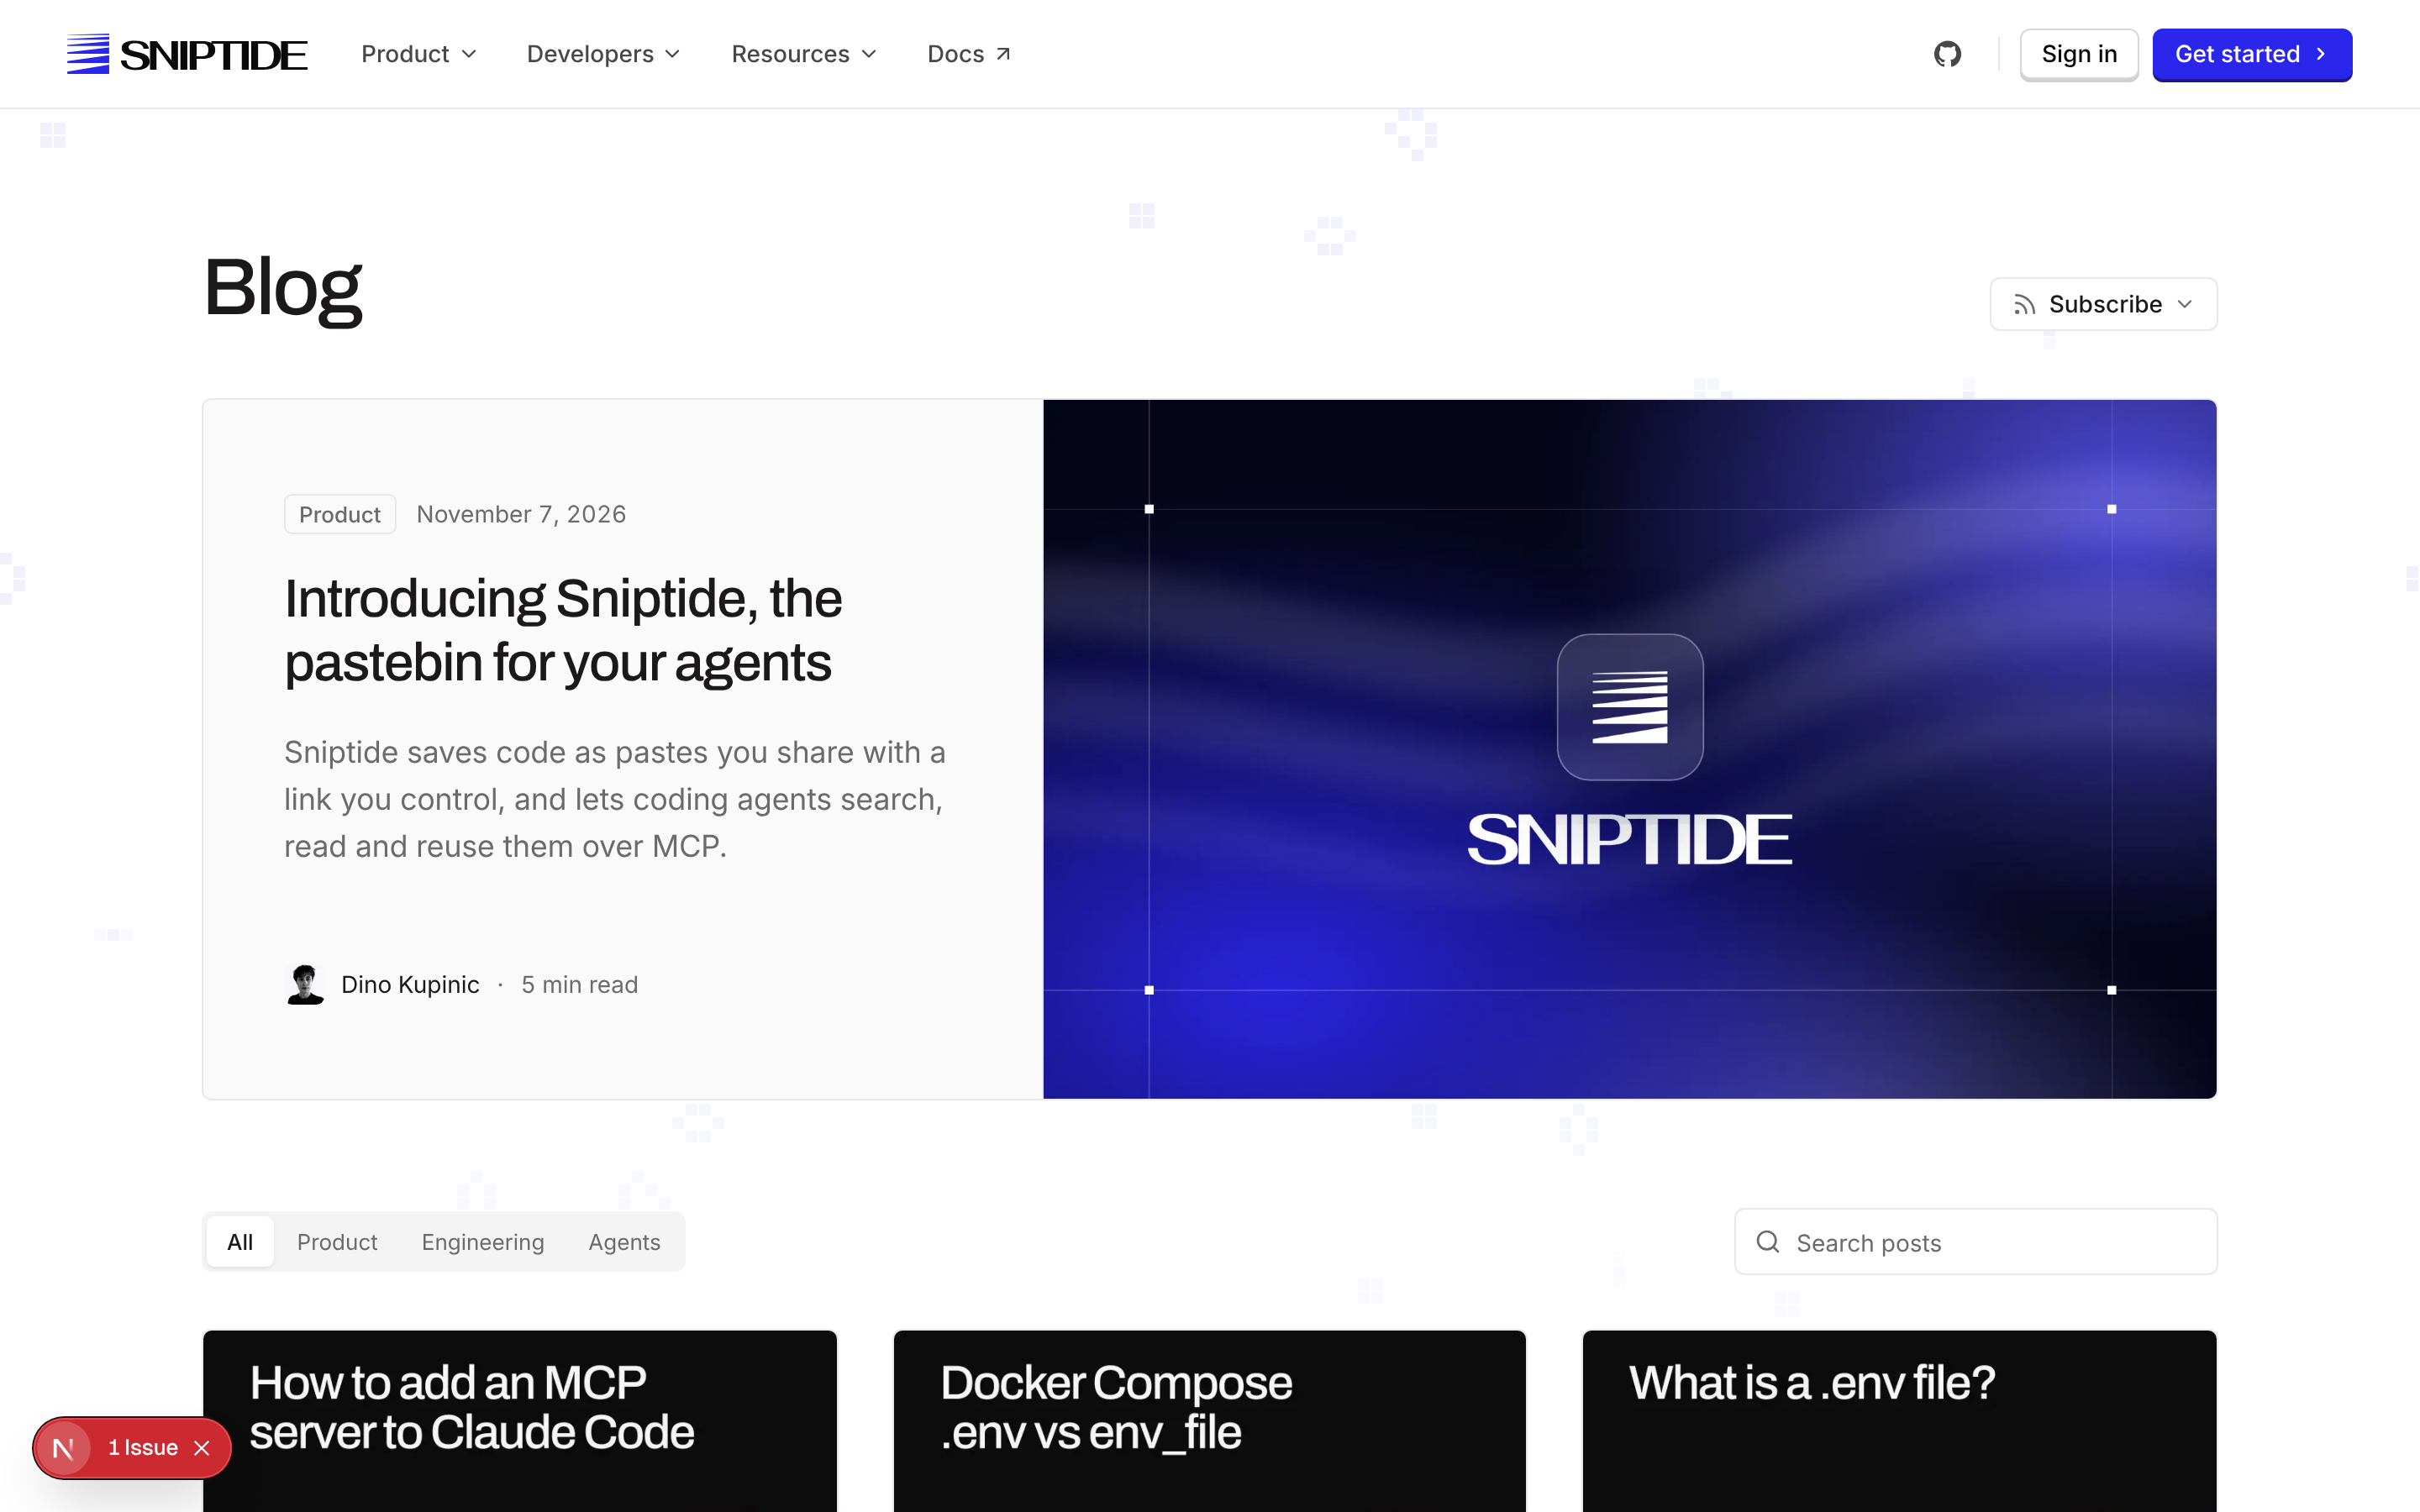 SNIPTIDE
Product
Developers
Resources
Docs
Sign in
Get started
Blog
Subscribe
Product
November 7, 2026
Introducing Sniptide, the
pastebin for your agents
Sniptide saves code as pastes you share with a
link you control, and lets coding agents search,
read and reuse them over MCP.
Dino Kupinic · 5 min read
SNIPTIDE
All
Product
Engineering
Agents
Search posts
How to add an MCP
server to Claude Code
Docker Compose
.env vs env_file
What is a .env file?
N
1 Issue